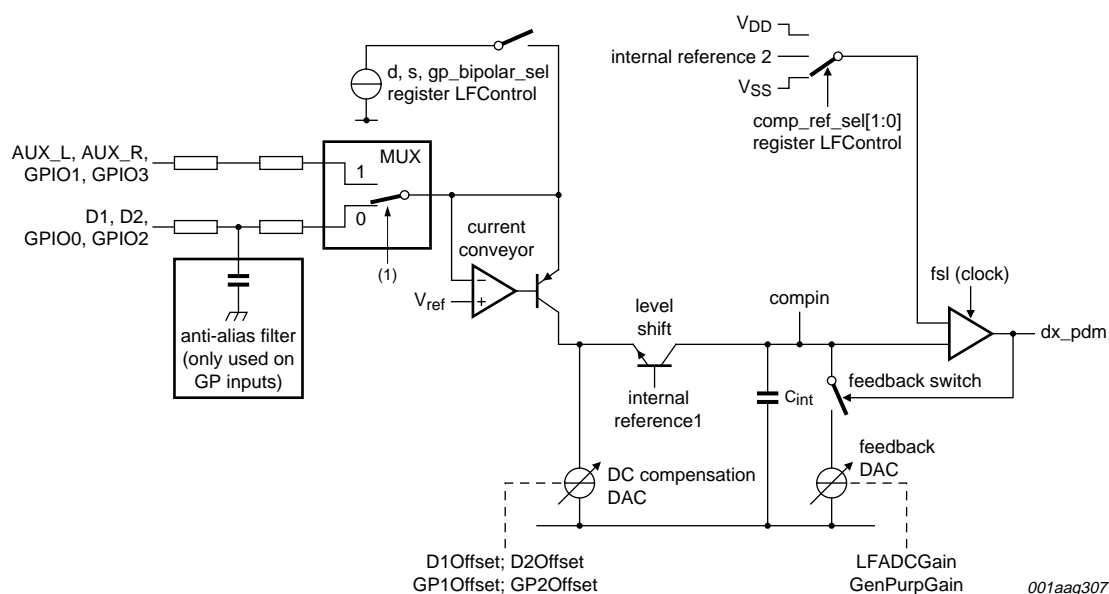 VDD
internal reference 2
VSS
comp_ref_sel[1:0]
register LFControl
d, s, gp_bipolar_sel
register LFControl
AUX_L, AUX_R,
GPIO1, GPIO3
MUX
1
0
D1, D2,
GPIO0, GPIO2
(1)
current
conveyor
Vref
−
+
anti-alias filter
(only used on
GP inputs)
level
shift
internal
reference1
compin
fsl (clock)
dx_pdm
feedback switch
Cint
feedback
DAC
DC compensation
DAC
D1Offset; D2Offset
GP1Offset; GP2Offset
LFADCGain
GenPurpGain
001aag307